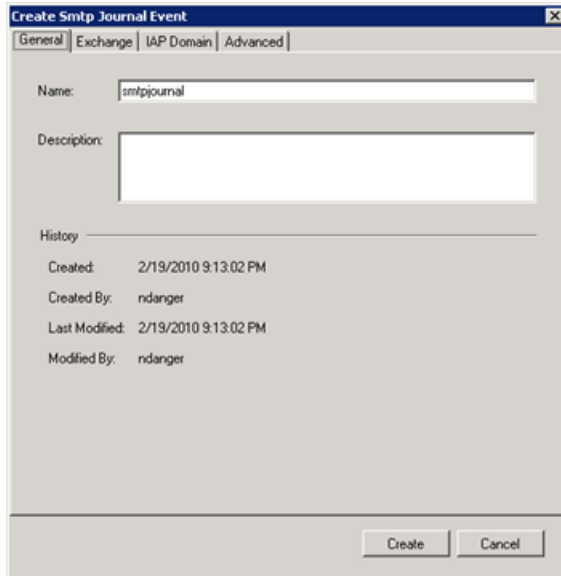 Create Smtp Journal Event
General Exchange IAP Domain Advanced
Name: smtpjournal
Description:
History
Created: 2/19/2010 9:13:02 PM
Created By: ndanger
Last Modified: 2/19/2010 9:13:02 PM
Modified By: ndanger
Create Cancel